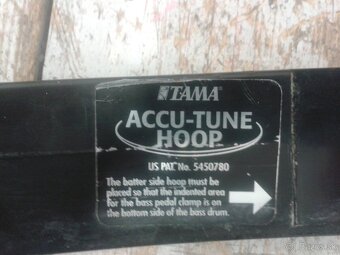 TAMA
ACCU-TUNE
HOOP
US PAT. No. 5450780
The batter side hoop must be
placed so that the indented area
for the bass pedal clamp is on
the bottom side of the bass drum.